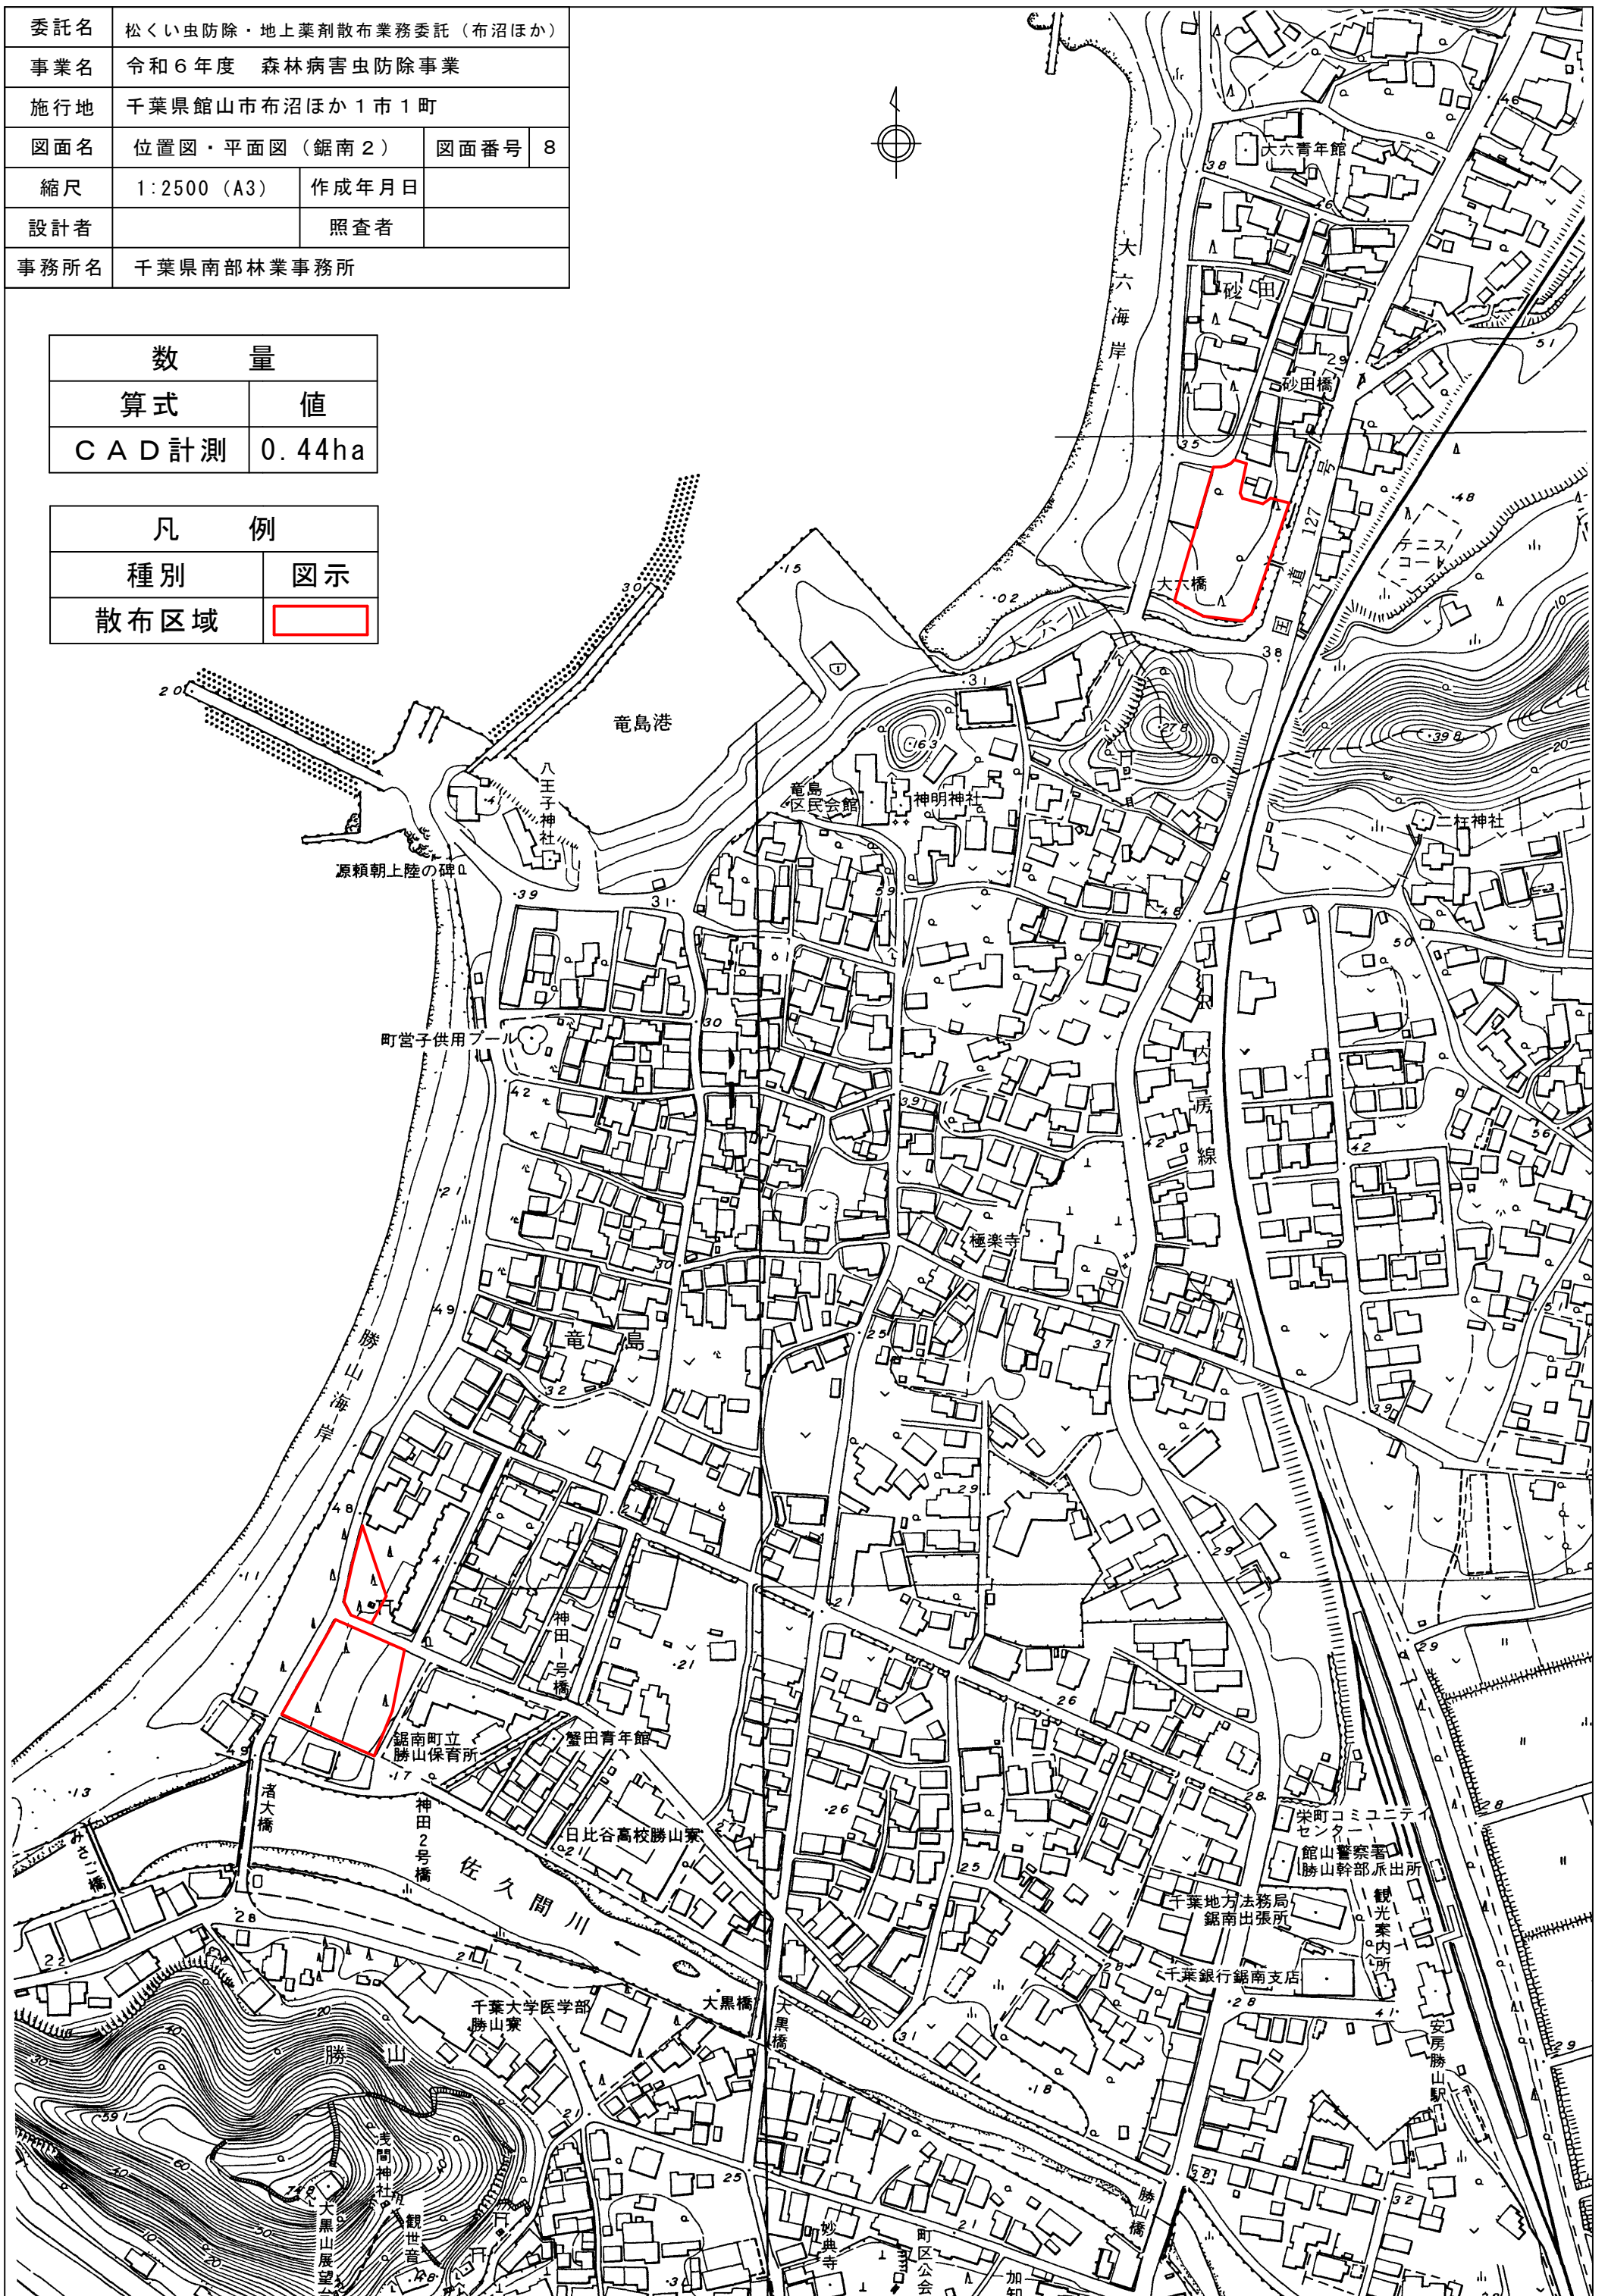 委託名 松くい虫防除・地上薬剤散布業務委託（布沼ほか）
事業名 令和６年度 森林病害虫防除事業
施行地 千葉県館山市布沼ほか１市１町
図面名 位置図・平面図（鋸南２） 図面番号 8
縮尺 1:2500（A3） 作成年月日
設計者 照査者
事務所名 千葉県南部林業事務所
数量
算式 値
ＣＡＤ計測 0.44ha
凡例
種別 図示
散布区域
大六青年館
大六海岸
砂田
砂田橋
国道127号
テニス
コート
大六橋
大六川
竜島港
八王子神社
竜島
区民会館
神明神社
二柱神社
源頼朝上陸の碑
町営子供用プール
JR内房線
極楽寺
竜島
勝山海岸
神田一号橋
鋸南町立
勝山保育所
蟹田青年館
渚大橋
神田２号橋
日比谷高校勝山寮
みさご橋
佐久間川
栄町コミュニティ
センター
館山警察署
勝山幹部派出所
千葉地方法務局
鋸南出張所
観光案内所
千葉銀行鋸南支店
安房勝山駅
千葉大学医学部
勝山寮
大黒橋
大黒橋
勝山
浅間神社
大黒山展望
観世音
妙典寺
町区公会
加知
勝山橋